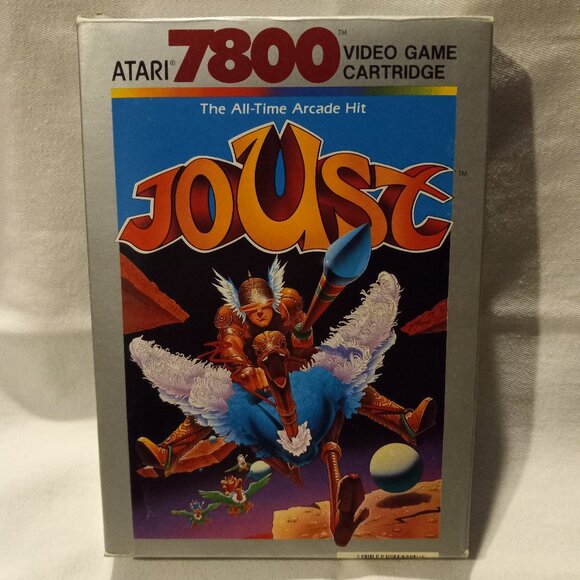 ATARI® 7800™ VIDEO GAME
CARTRIDGE
The All-Time Arcade Hit
JOUST™